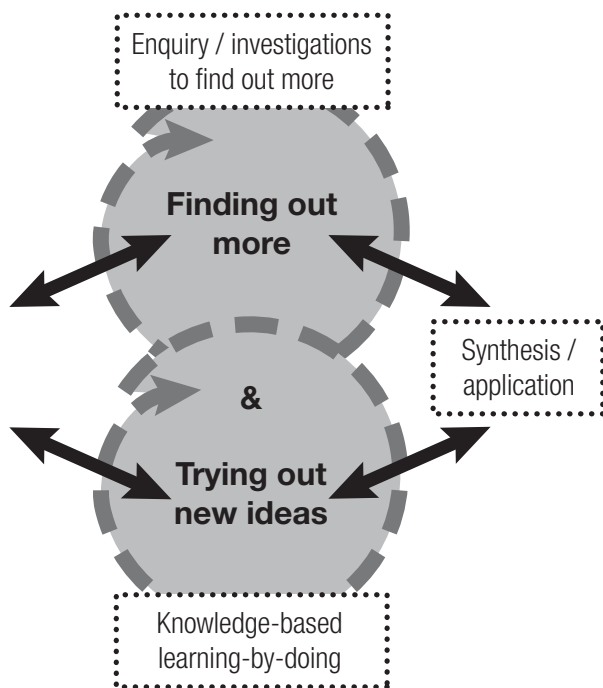 Enquiry / investigations
to find out more
Finding out
more
Synthesis /
application
&
Trying out
new ideas
Knowledge-based
learning-by-doing